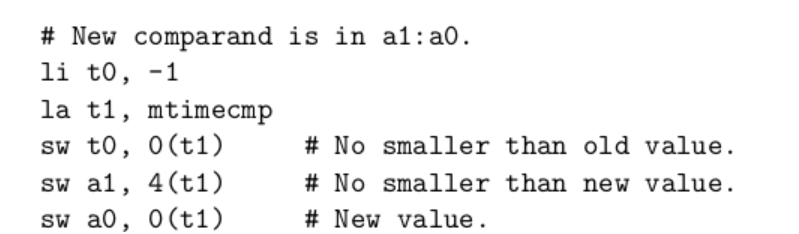 # New comparand is in a1:a0.
li t0, -1
la t1, mtimecmp
sw t0, 0(t1)     # No smaller than old value.
sw a1, 4(t1)     # No smaller than new value.
sw a0, 0(t1)     # New value.